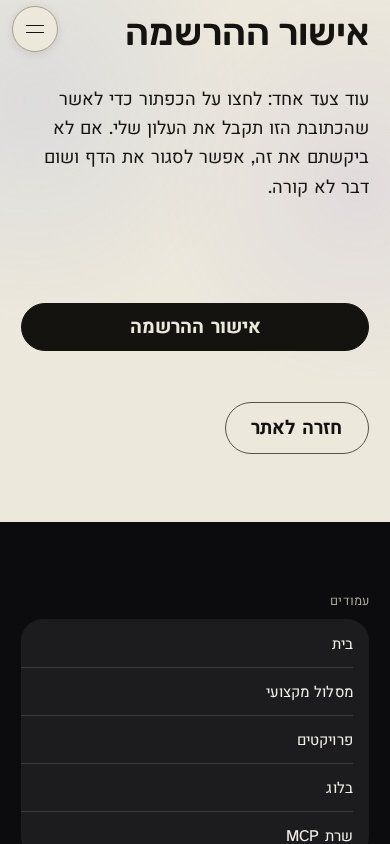 אישור ההרשמה
עוד צעד אחד: לחצו על הכפתור כדי לאשר
שהכתובת הזו תקבל את העלון שלי. אם לא
ביקשתם את זה, אפשר לסגור את הדף ושום
דבר לא קורה.
אישור ההרשמה
חזרה לאתר
עמודים
בית
מסלול מקצועי
פרויקטים
בלוג
שרת MCP